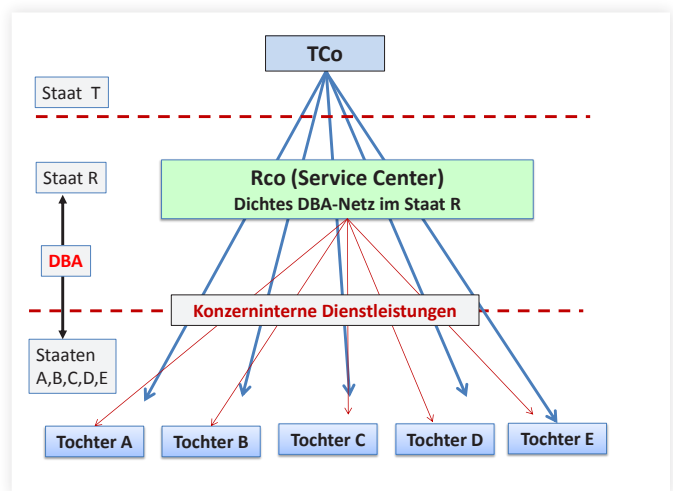 TCo
Staat T
Rco (Service Center)
Dichtes DBA-Netz im Staat R
Staat R
DBA
Konzerninterne Dienstleistungen
Staaten
A,B,C,D,E
Tochter A
Tochter B
Tochter C
Tochter D
Tochter E